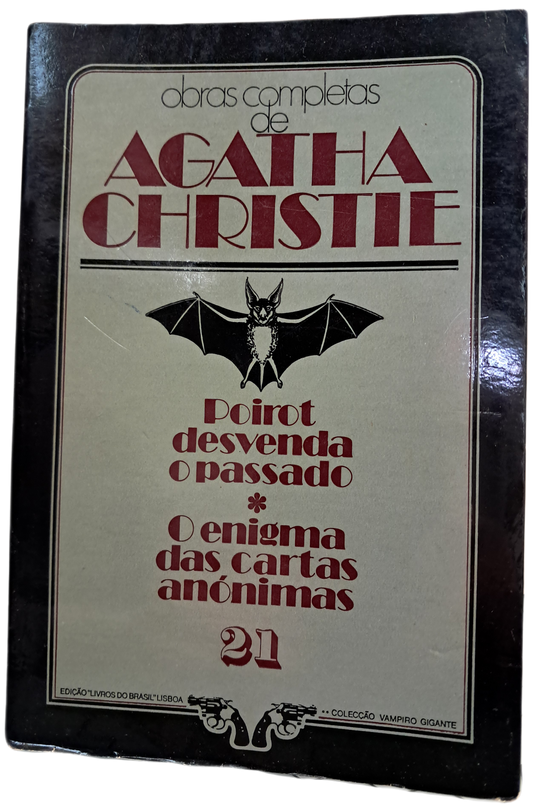 obras completas
de
AGATHA
CHRISTIE
Poirot
desvenda
o passado
*
O enigma
das cartas
anónimas
21
EDIÇÃO "LIVROS DO BRASIL" LISBOA
** COLECÇÃO VAMPIRO GIGANTE